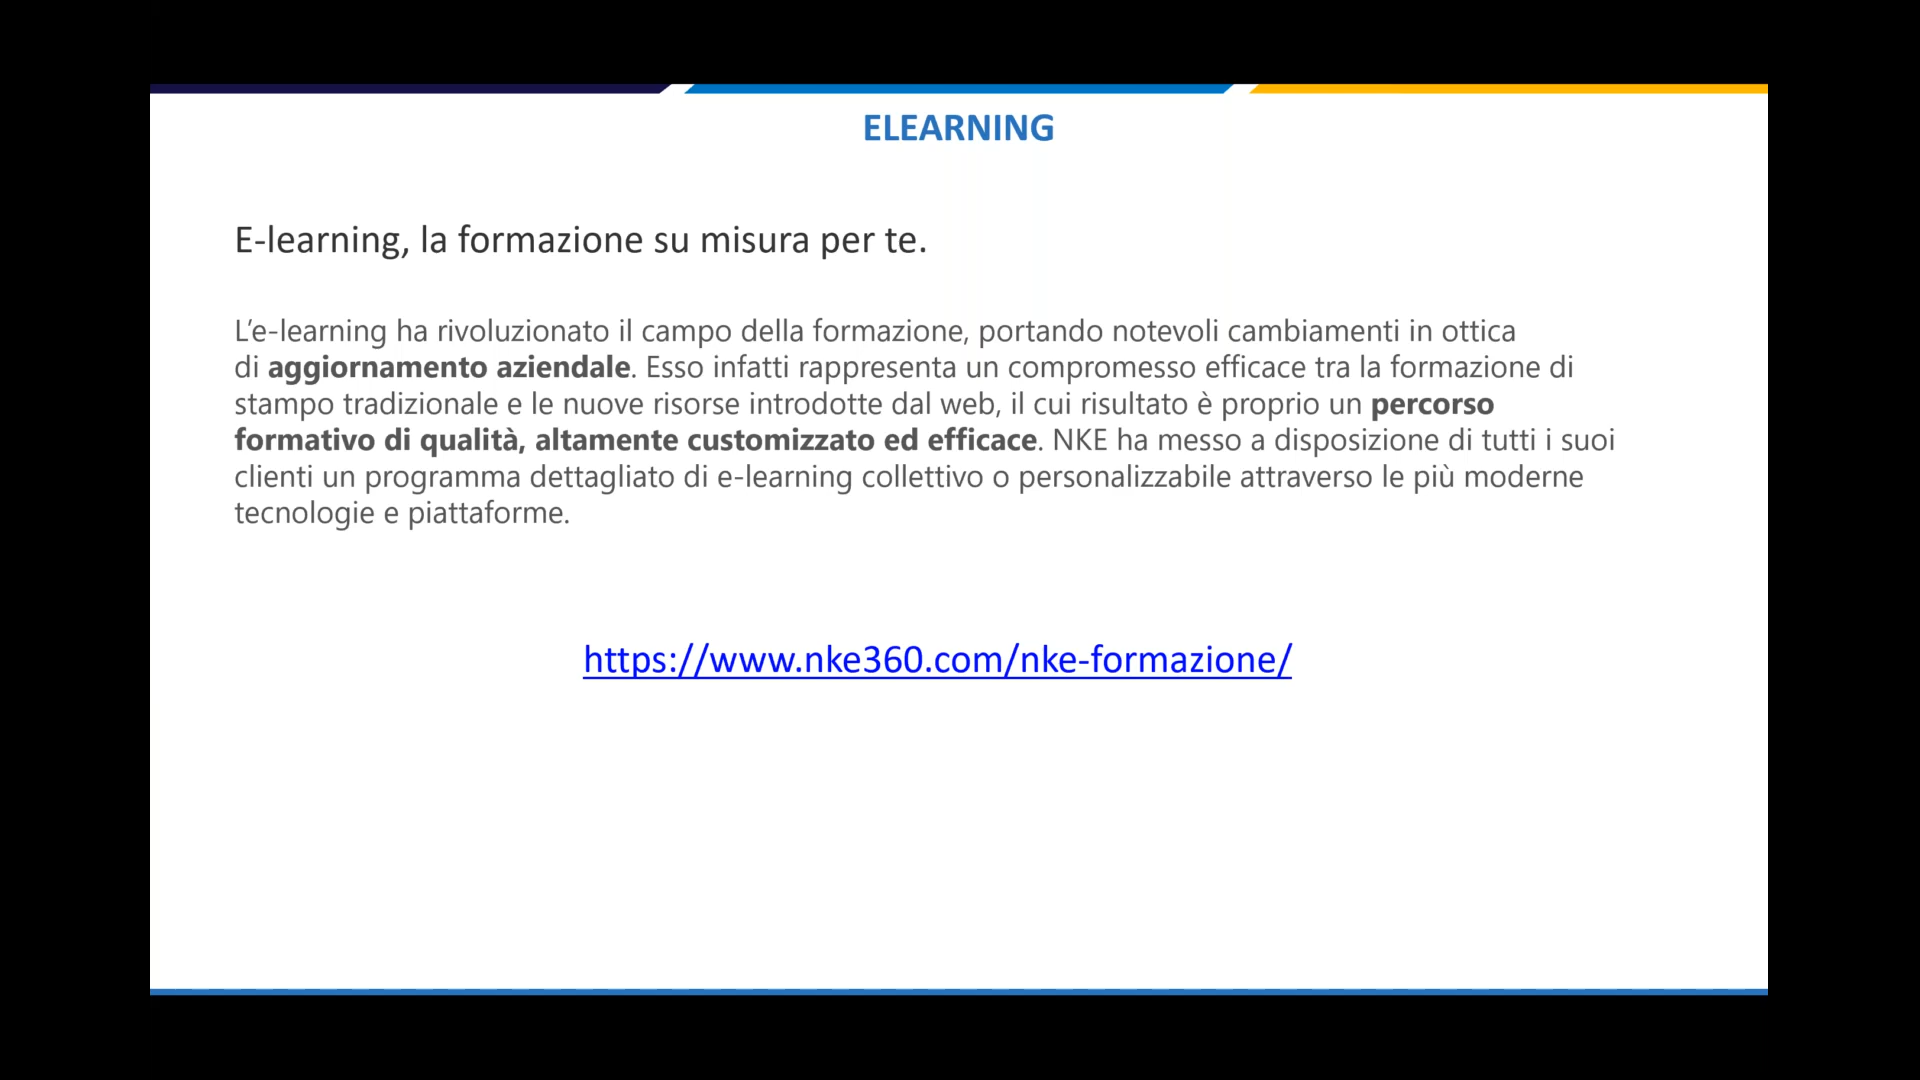 ELEARNING
E-learning, la formazione su misura per te.
L'e-learning ha rivoluzionato il campo della formazione, portando notevoli cambiamenti in ottica
di aggiornamento aziendale. Esso infatti rappresenta un compromesso efficace tra la formazione di
stampo tradizionale e le nuove risorse introdotte dal web, il cui risultato è proprio un percorso
formativo di qualità, altamente customizzato ed efficace. NKE ha messo a disposizione di tutti i suoi
clienti un programma dettagliato di e-learning collettivo o personalizzabile attraverso le più moderne
tecnologie e piattaforme.
https://www.nke360.com/nke-formazione/